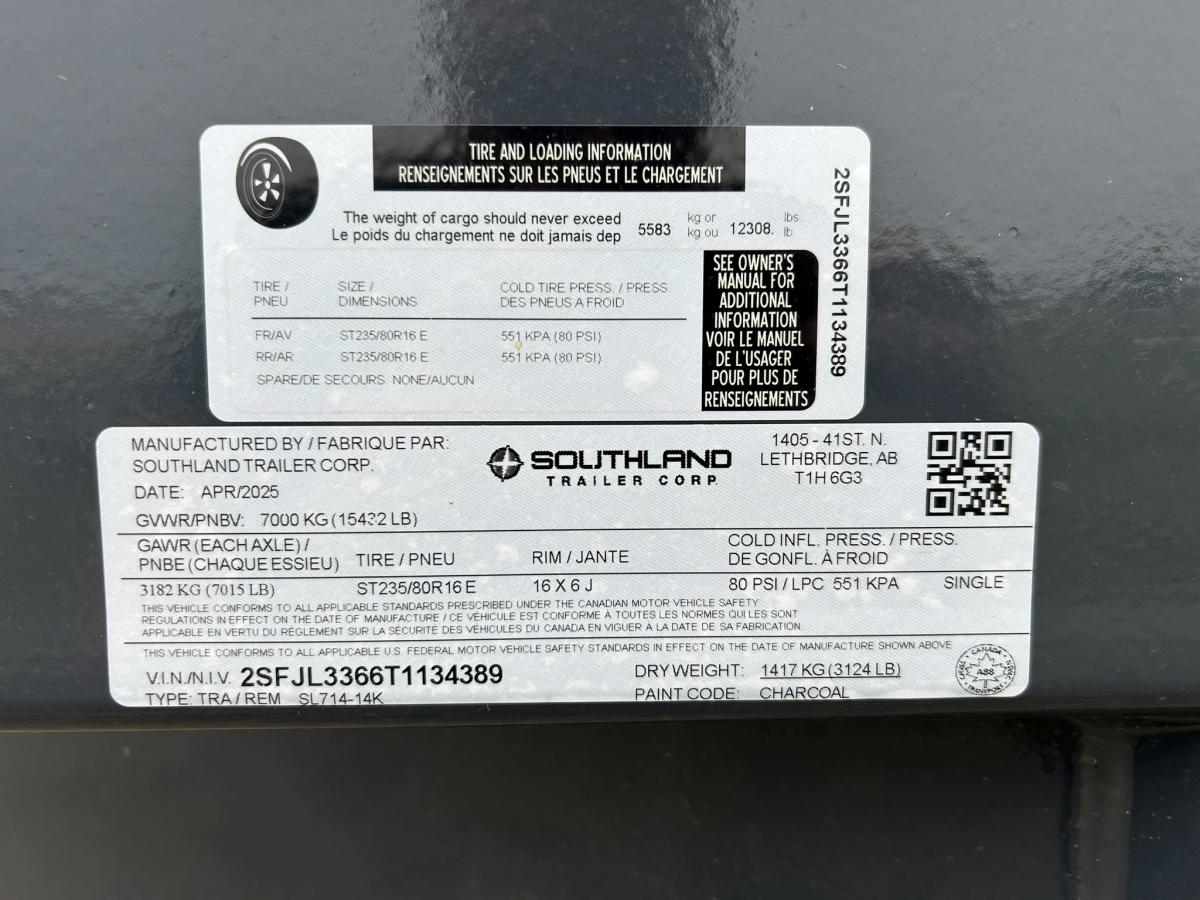 TIRE AND LOADING INFORMATION
RENSEIGNEMENTS SUR LES PNEUS ET LE CHARGEMENT
The weight of cargo should never exceed 5583 kg or 12308. lbs.
Le poids du chargement ne doit jamais dep kg ou lb
TIRE / SIZE / COLD TIRE PRESS. / PRESS
PNEU DIMENSIONS DES PNEUS A FROID
FR/AV ST235/80R16 E 551 KPA (80 PSI)
RR/AR ST235/80R16 E 551 KPA (80 PSI)
SPARE/DE SECOURS NONE/AUCUN
SEE OWNER'S
MANUAL FOR
ADDITIONAL
INFORMATION
VOIR LE MANUEL
DE L'USAGER
POUR PLUS DE
RENSEIGNEMENTS
2SFJL3366T1134389
MANUFACTURED BY / FABRIQUE PAR:
SOUTHLAND TRAILER CORP.
DATE: APR/2025
GVWR/PNBV: 7000 KG (15432 LB)
SOUTHLAND
TRAILER CORP.
1405 - 41ST. N.
LETHBRIDGE, AB
T1H 6G3
GAWR (EACH AXLE) / COLD INFL. PRESS. / PRESS.
PNBE (CHAQUE ESSIEU) TIRE / PNEU RIM / JANTE DE GONFL. À FROID
3182 KG (7015 LB) ST235/80R16 E 16 X 6 J 80 PSI / LPC 551 KPA SINGLE
THIS VEHICLE CONFORMS TO ALL APPLICABLE STANDARDS PRESCRIBED UNDER THE CANADIAN MOTOR VEHICLE SAFETY
REGULATIONS IN EFFECT ON THE DATE OF MANUFACTURE / CE VÉHICULE EST CONFORME À TOUTES LES NORMES QUI LES SONT
APPLICABLE EN VERTU DU RÉGLEMENT SUR LA SÉCURITÉ DES VÉHICULES DU CANADA EN VIGUER À LA DATE DE SA FABRICATION.
THIS VEHICLE CONFORMS TO ALL APPLICABLE U.S. FEDERAL MOTOR VEHICLE SAFETY STANDARDS IN EFFECT ON THE DATE OF MANUFACTURE SHOWN ABOVE
V.I.N./N.I.V. 2SFJL3366T1134389 DRY WEIGHT: 1417 KG (3124 LB)
TYPE: TRA / REM SL714-14K PAINT CODE: CHARCOAL
CANADA
A88
TRANSPORT